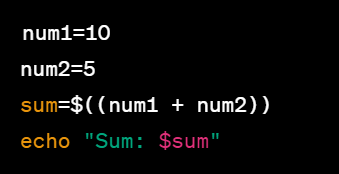 num1=10
num2=5
sum=$((num1 + num2))
echo "Sum: $sum"